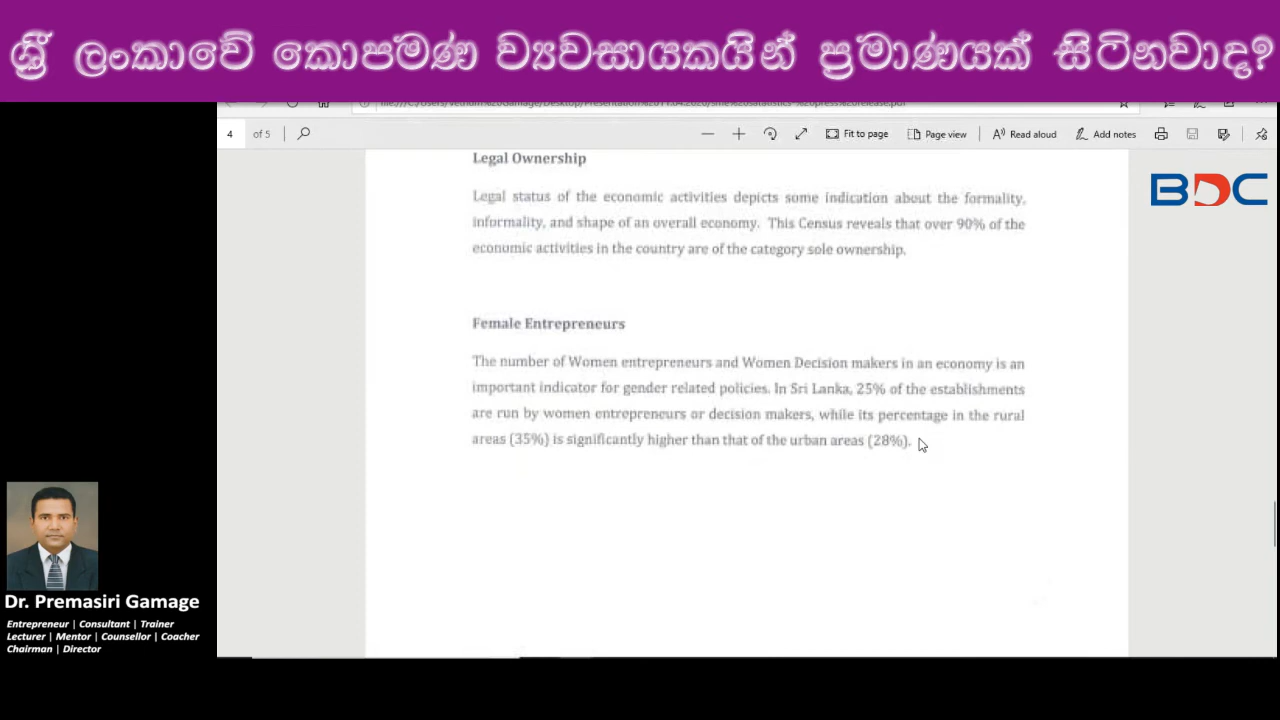 ශ්‍රී ලංකාවේ කොපමණ ව්‍යවසායකයින් ප්‍රමාණයක් සිටිනවාද?
4 of 5 Fit to page Page view Read aloud Add notes
Legal Ownership
BDC
Legal status of the economic activities depicts some indication about the formality,
informality, and shape of an overall economy. This Census reveals that over 90% of the
economic activities in the country are of the category sole ownership.
Female Entrepreneurs
The number of Women entrepreneurs and Women Decision makers in an economy is an
important indicator for gender related policies. In Sri Lanka, 25% of the establishments
are run by women entrepreneurs or decision makers, while its percentage in the rural
areas (35%) is significantly higher than that of the urban areas (28%).
Dr. Premasiri Gamage
Entrepreneur | Consultant | Trainer
Lecturer | Mentor | Counsellor | Coacher
Chairman | Director